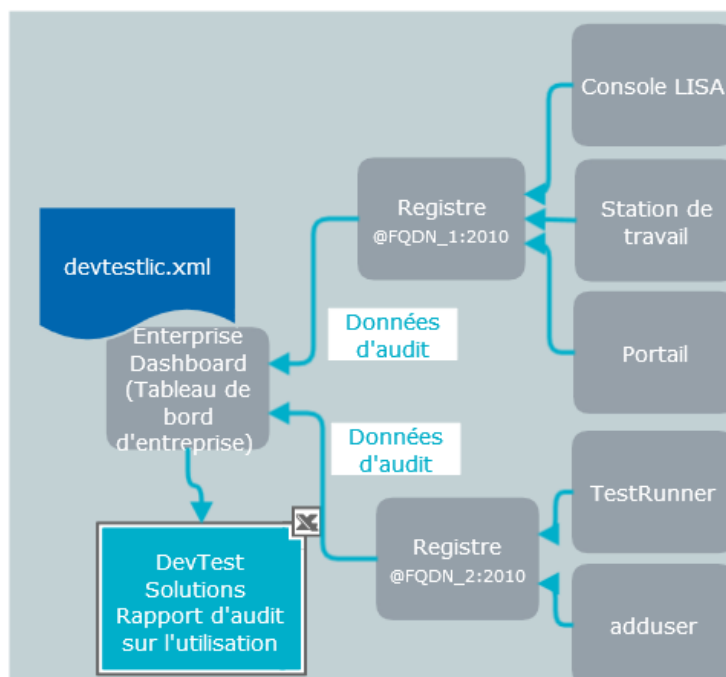 Console LISA
Registre
@FQDN_1:2010
Station de
travail
devtestlic.xml
Données
d'audit
Portail
Enterprise
Dashboard
(Tableau de
bord
d'entreprise)
Données
d'audit
TestRunner
Registre
@FQDN_2:2010
DevTest
Solutions
Rapport d'audit
sur l'utilisation
adduser